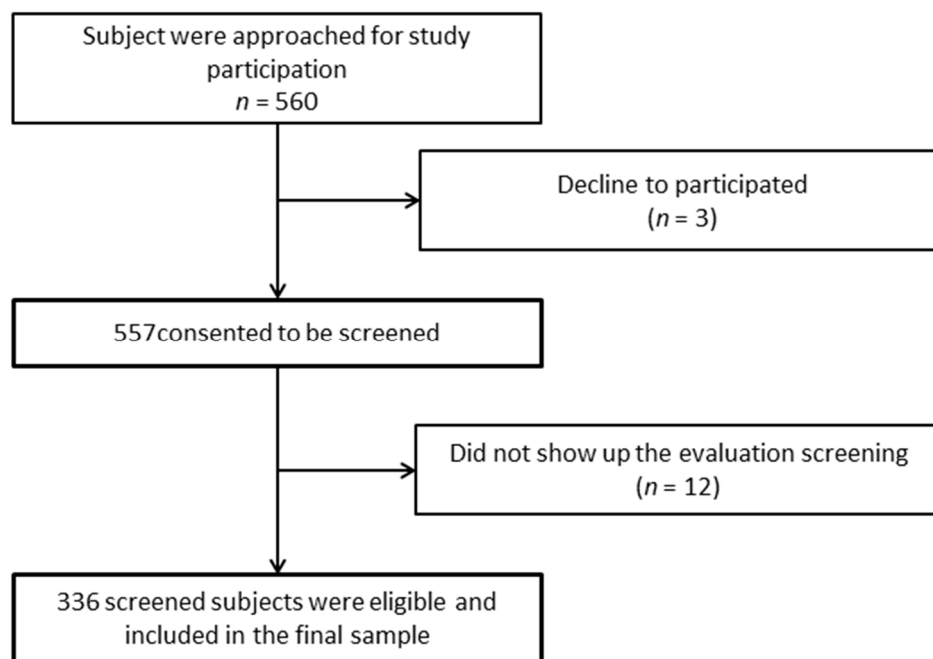 Subject were approached for study
participation
n = 560
Decline to participated
(n = 3)
557consented to be screened
Did not show up the evaluation screening
(n = 12)
336 screened subjects were eligible and
included in the final sample